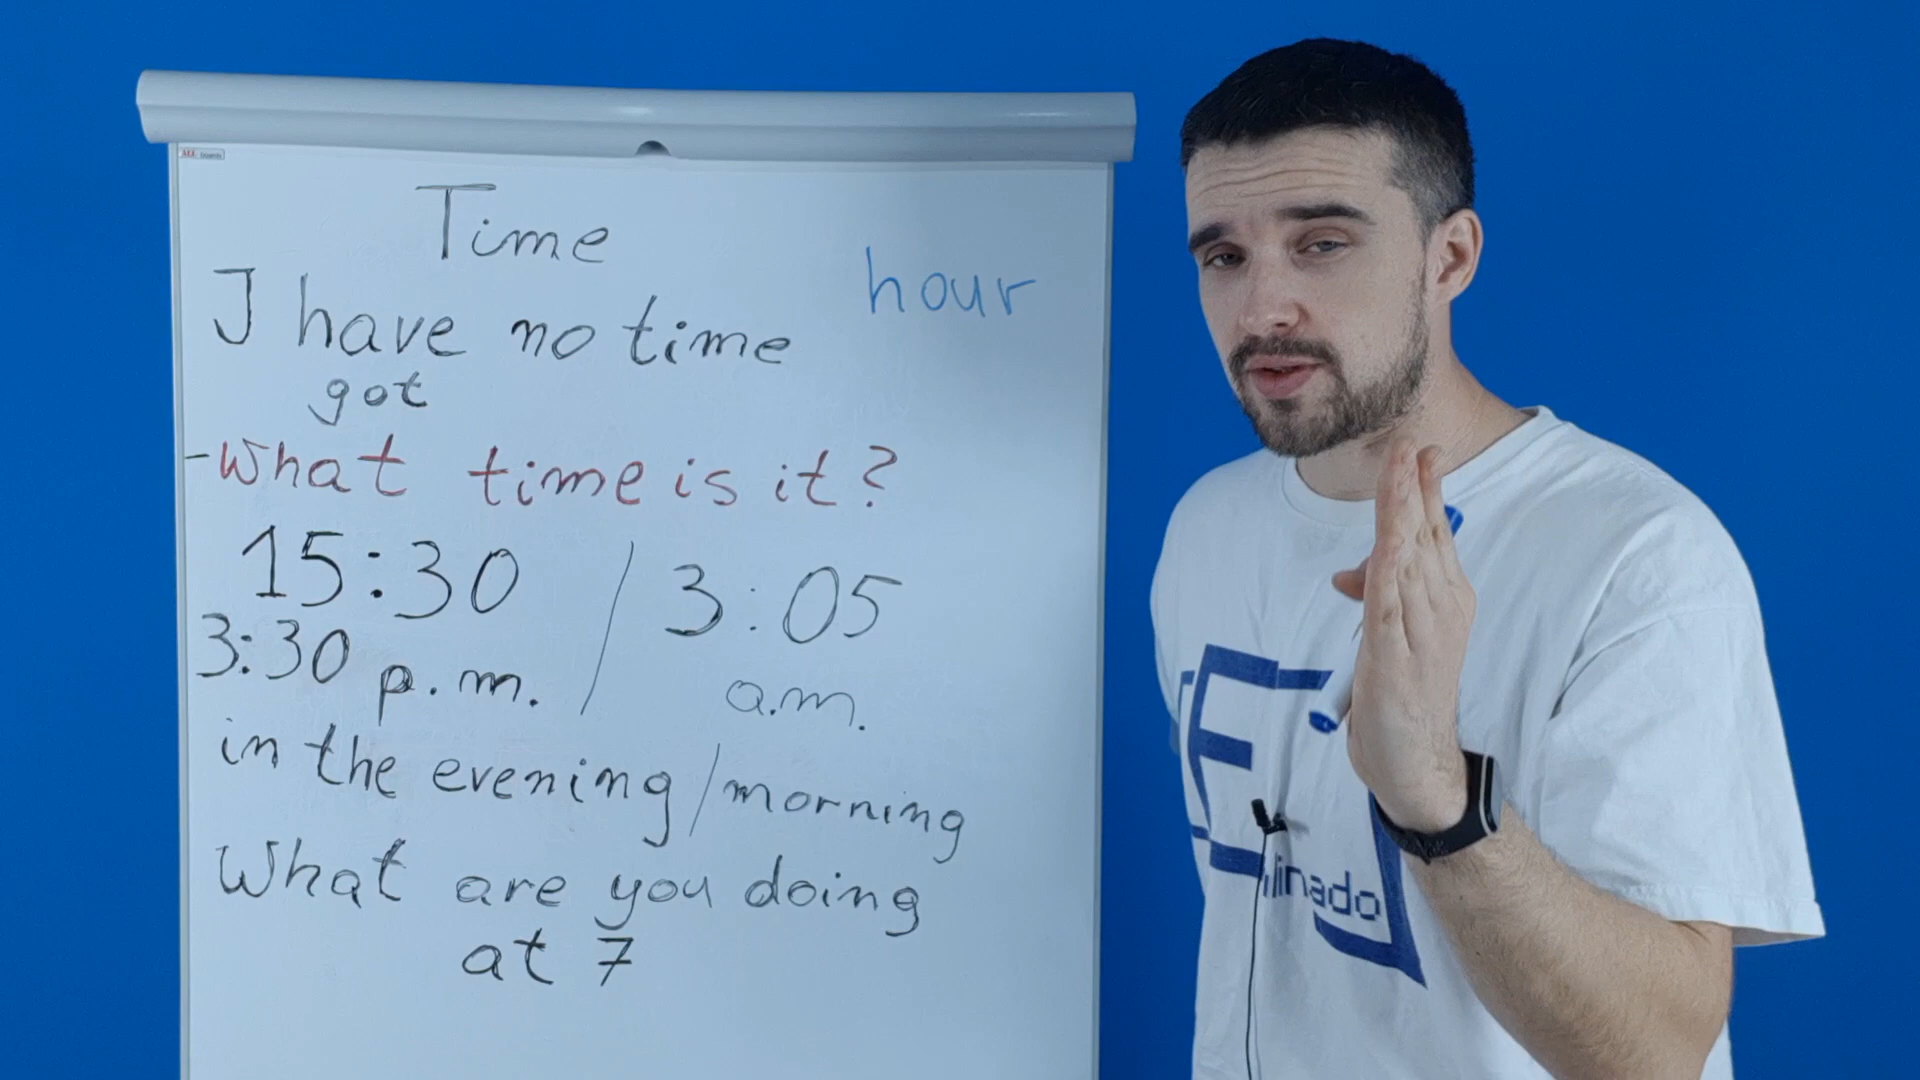 Time
hour
I have no time
got
-What time is it?
15:30 / 3:05
3:30 p.m. / a.m.
in the evening/morning
What are you doing
at 7